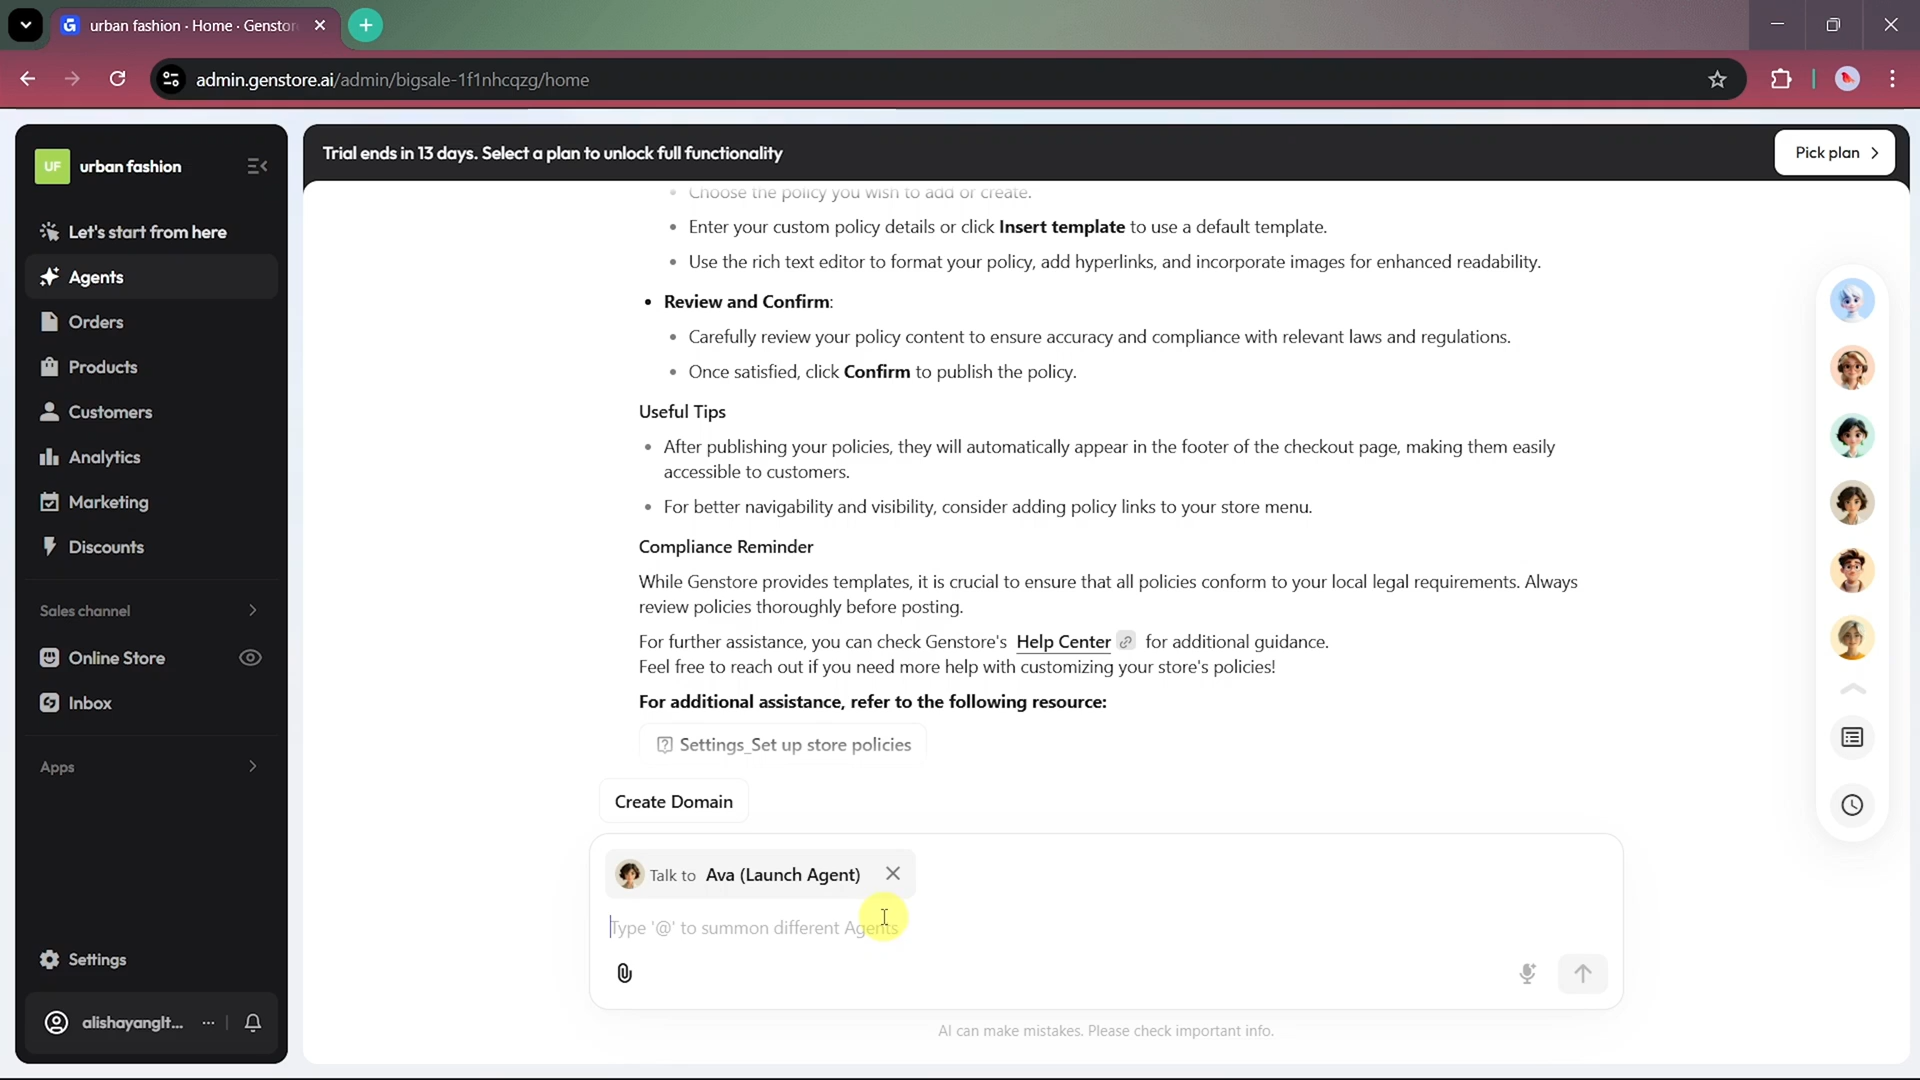 urban fashion - Home - Genstor
admin.genstore.ai/admin/bigsale-1f1nhcqzg/home
UF urban fashion
Trial ends in 13 days. Select a plan to unlock full functionality
Pick plan
Let's start from here
Agents
Orders
Products
Customers
Analytics
Marketing
Discounts
Sales channel
Online Store
Inbox
Apps
Settings
alishayanglt... ...
• Choose the policy you wish to add or create.
• Enter your custom policy details or click Insert template to use a default template.
• Use the rich text editor to format your policy, add hyperlinks, and incorporate images for enhanced readability.
• Review and Confirm:
• Carefully review your policy content to ensure accuracy and compliance with relevant laws and regulations.
• Once satisfied, click Confirm to publish the policy.
Useful Tips
• After publishing your policies, they will automatically appear in the footer of the checkout page, making them easily
accessible to customers.
• For better navigability and visibility, consider adding policy links to your store menu.
Compliance Reminder
While Genstore provides templates, it is crucial to ensure that all policies conform to your local legal requirements. Always
review policies thoroughly before posting.
For further assistance, you can check Genstore's Help Center for additional guidance.
Feel free to reach out if you need more help with customizing your store's policies!
For additional assistance, refer to the following resource:
Settings_Set up store policies
Create Domain
Talk to Ava (Launch Agent)
Type '@' to summon different Agents
AI can make mistakes. Please check important info.